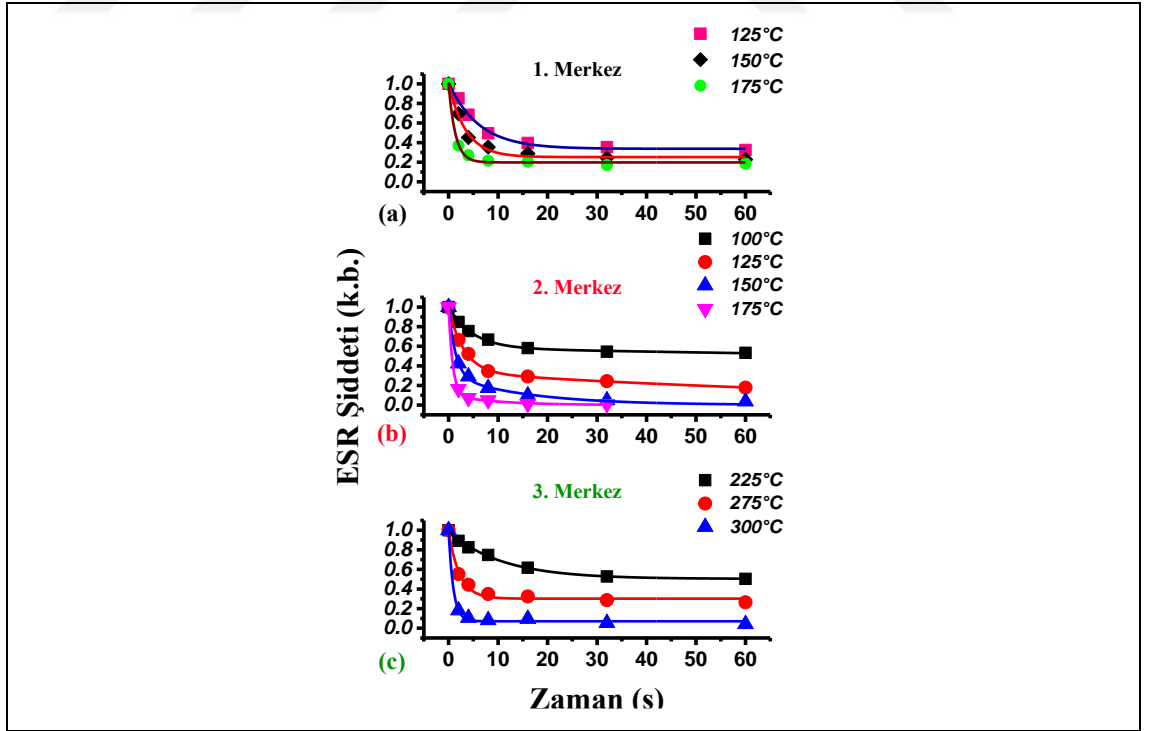 125°C
150°C
175°C
1. Merkez
1.0
0.8
0.6
0.4
0.2
0.0
0 10 20 30 40 50 60
(a)
100°C
125°C
150°C
175°C
2. Merkez
1.0
0.8
0.6
0.4
0.2
0.0
0 10 20 30 40 50 60
(b)
225°C
275°C
300°C
3. Merkez
1.0
0.8
0.6
0.4
0.2
0.0
0 10 20 30 40 50 60
(c)
ESR Şiddeti (k.b.)
Zaman (s)